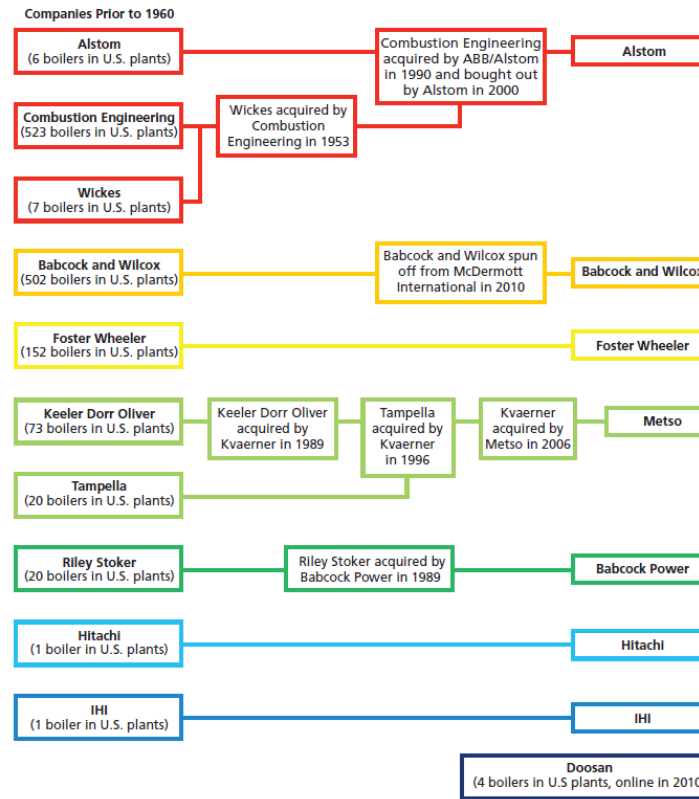 Companies Prior to 1960
Alstom
(6 boilers in U.S. plants)
Combustion Engineering
acquired by ABB/Alstom
in 1990 and bought out
by Alstom in 2000
Alstom
Combustion Engineering
(523 boilers in U.S. plants)
Wickes acquired by
Combustion
Engineering in 1953
Wickes
(7 boilers in U.S. plants)
Babcock and Wilcox
(502 boilers in U.S. plants)
Babcock and Wilcox spun
off from McDermott
International in 2010
Babcock and Wilcox
Foster Wheeler
(152 boilers in U.S. plants)
Foster Wheeler
Keeler Dorr Oliver
(73 boilers in U.S. plants)
Keeler Dorr Oliver
acquired by
Kvaerner in 1989
Tampella
acquired by
Kvaerner
in 1996
Kvaerner
acquired by
Metso in 2006
Metso
Tampella
(20 boilers in U.S. plants)
Riley Stoker
(20 boilers in U.S. plants)
Riley Stoker acquired by
Babcock Power in 1989
Babcock Power
Hitachi
(1 boiler in U.S. plants)
Hitachi
IHI
(1 boiler in U.S. plants)
IHI
Doosan
(4 boilers in U.S plants, online in 2010